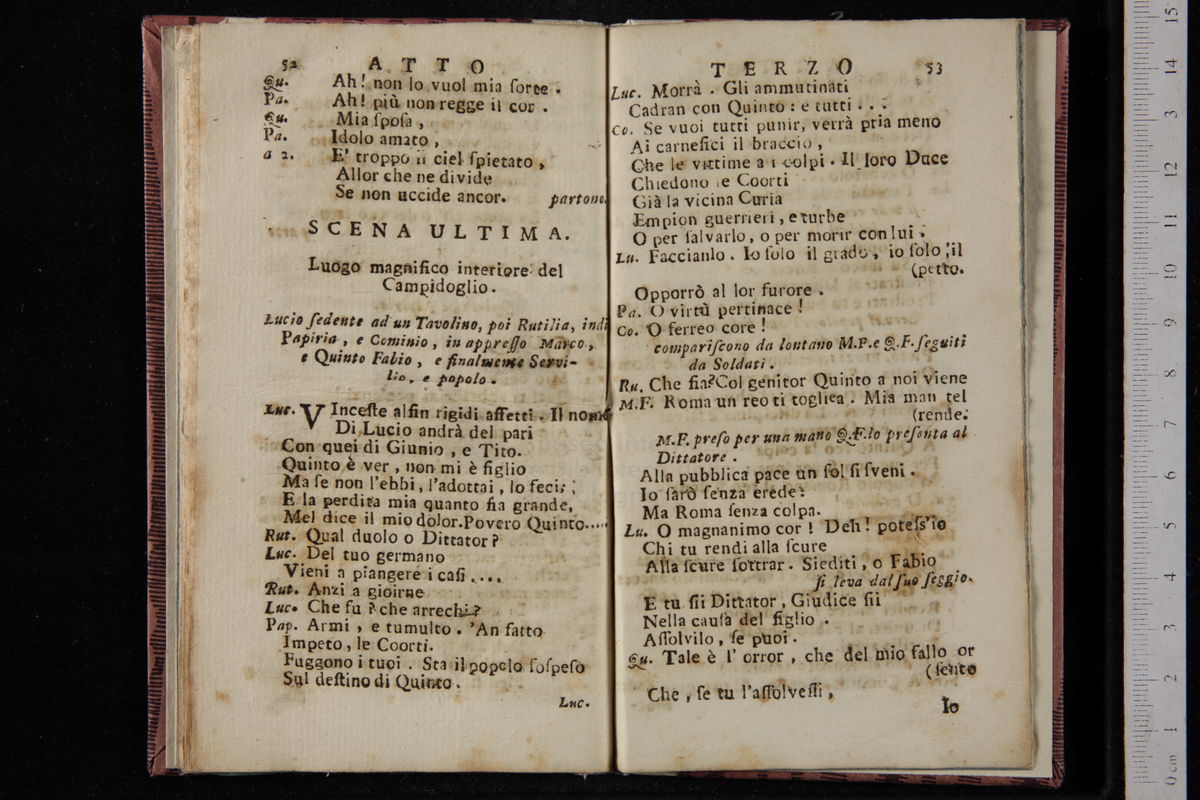 52 ATTO
Qu. Ah! non lo vuol mia ſorte.
Pa. Ah! più non regge il cor.
Qu. Mia ſpoſa,
Pa. Idolo amato,
a 2. E' troppo il ciel ſpietato,
Allor che ne divide
Se non uccide ancor. partono.
SCENA ULTIMA.
Luogo magnifico interiore del
Campidoglio.
Lucio ſedente ad un Tavolino, poi Rutilia, indi
Papiria, e Cominio, in appreſſo Marco,
e Quinto Fabio, e finalmente Servi-
lio, e popolo.
Luc. VInceſte alfin rigidi affetti. Il nome
Di Lucio andrà del pari
Con quei di Giunio, e Tito.
Quinto è ver, non mi è figlio
Ma ſe non l'ebbi, l'adottai, lo feci;
E la perdita mia quanto ſia grande,
Mel dice il mio dolor. Povero Quinto....
Rut. Qual duolo o Dittator?
Luc. Del tuo germano
Vieni a piangere i caſi....
Rut. Anzi a gioirne
Luc. Che fu? che arrechi?
Pap. Armi, e tumulto. 'An fatto
Impeto, le Coorti.
Fuggono i tuoi. Sta il popolo ſoſpeſo
Sul deſtino di Quinto.
Luc.
TERZO 53
Luc. Morrà. Gli ammutinati
Cadran con Quinto: e tutti...
Co. Se vuoi tutti punir, verrà pria meno
Ai carnefici il braccio,
Che le vittime a i colpi. Il loro Duce
Chiedono le Coorti
Già la vicina Curia
Empion guerrieri, e turbe
O per ſalvarlo, o per morir con lui.
Lu. Faccianlo. Io ſolo il grado, io ſolo il
(petto.
Opporrò al lor furore.
Pa. O virtù pertinace!
Co. O ferreo core!
compariſcono da lontano M.F. e Q.F. ſeguiti
da Soldati.
Ru. Che ſia? Col genitor Quinto a noi viene
M.F. Roma un reo ti togliea. Mia man tel
(rende.
M.F. preſo per una mano Q.F. lo preſenta al
Dittatore.
Alla pubblica pace un ſol ſi ſveni.
Io ſarò ſenza erede:
Ma Roma ſenza colpa.
Lu. O magnanimo cor! Deh! poteſs'io
Chi tu rendi alla ſcure
Alla ſcure ſottrar. Siediti, o Fabio
ſi leva dal ſuo ſeggio.
E tu ſii Dittator, Giudice ſii
Nella cauſa del figlio.
Aſſolvilo, ſe puoi.
Qu. Tale è l'orror, che del mio fallo or
(ſento
Che, ſe tu l'aſſolveſſi,
Io